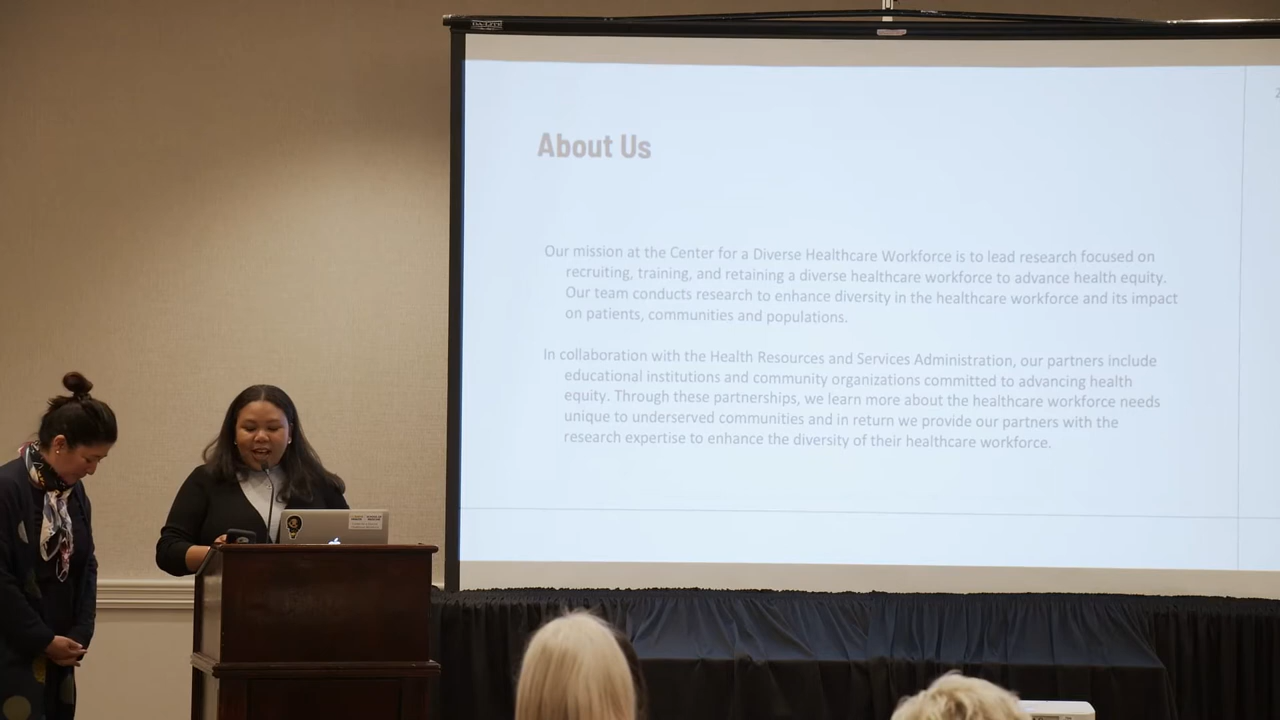 DA-LITE
About Us
Our mission at the Center for a Diverse Healthcare Workforce is to lead research focused on
recruiting, training, and retaining a diverse healthcare workforce to advance health equity.
Our team conducts research to enhance diversity in the healthcare workforce and its impact
on patients, communities and populations.
In collaboration with the Health Resources and Services Administration, our partners include
educational institutions and community organizations committed to advancing health
equity. Through these partnerships, we learn more about the healthcare workforce needs
unique to underserved communities and in return we provide our partners with the
research expertise to enhance the diversity of their healthcare workforce.